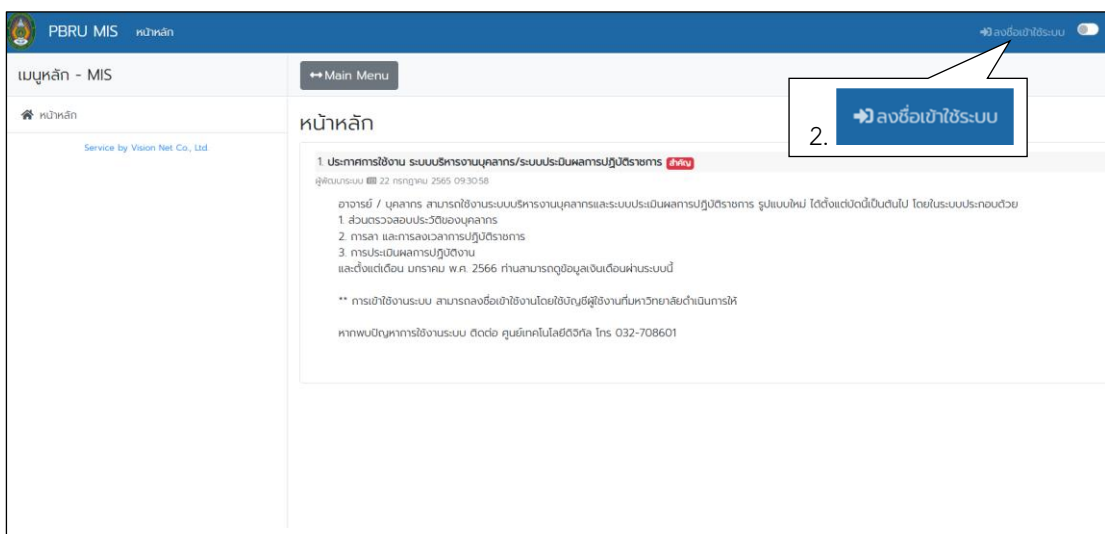 PBRU MIS หน้าหลัก
ลงชื่อเข้าใช้ระบบ
เมนูหลัก - MIS
Main Menu
หน้าหลัก
Service by Vision Net Co., Ltd
2. ลงชื่อเข้าใช้ระบบ
หน้าหลัก
1. ประกาศการใช้งาน ระบบบริหารงานบุคลากร/ระบบประเมินผลการปฏิบัติราชการ สำคัญ
ผู้พัฒนาระบบ 22 กรกฎาคม 2565 09:30:58
อาจารย์ / บุคลากร สามารถใช้งานระบบบริหารงานบุคลากรและระบบประเมินผลการปฏิบัติราชการ รูปแบบใหม่ ได้ตั้งแต่บัดนี้เป็นต้นไป โดยในระบบประกอบด้วย
1. ส่วนตรวจสอบประวัติของบุคลากร
2. การลา และการลงเวลาการปฏิบัติราชการ
3. การประเมินผลการปฏิบัติงาน
และตั้งแต่เดือน มกราคม พ.ศ. 2566 ท่านสามารถดูข้อมูลเงินเดือนผ่านระบบนี้
** การเข้าใช้งานระบบ สามารถลงชื่อเข้าใช้งานโดยใช้บัญชีผู้ใช้งานที่มหาวิทยาลัยดำเนินการให้
หากพบปัญหาการใช้งานระบบ ติดต่อ ศูนย์เทคโนโลยีดิจิทัล โทร 032-708601